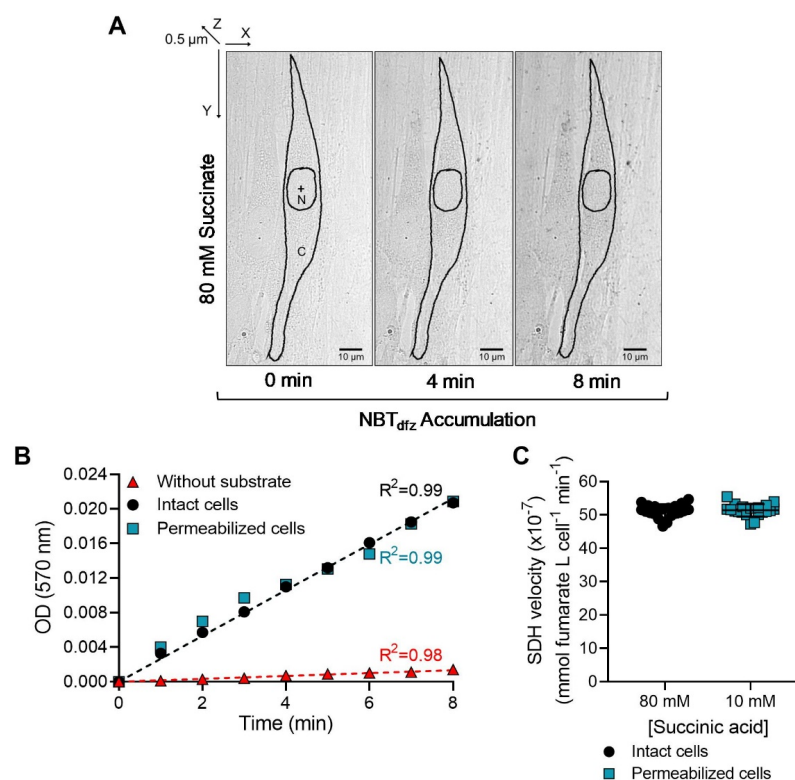 A
Z
0.5 µm
X
Y
80 mM Succinate
+
N
C
10 µm
10 µm
10 µm
0 min
4 min
8 min
NBTdfz Accumulation
B
0.024
0.020
0.016
0.012
0.008
0.004
0.000
OD (570 nm)
Without substrate
Intact cells
Permeabilized cells
R²=0.99
R²=0.99
R²=0.98
0 2 4 6 8
Time (min)
C
60
50
40
30
20
10
0
SDH velocity (x10⁻⁷)
(mmol fumarate L cell⁻¹ min⁻¹)
80 mM 10 mM
[Succinic acid]
Intact cells
Permeabilized cells